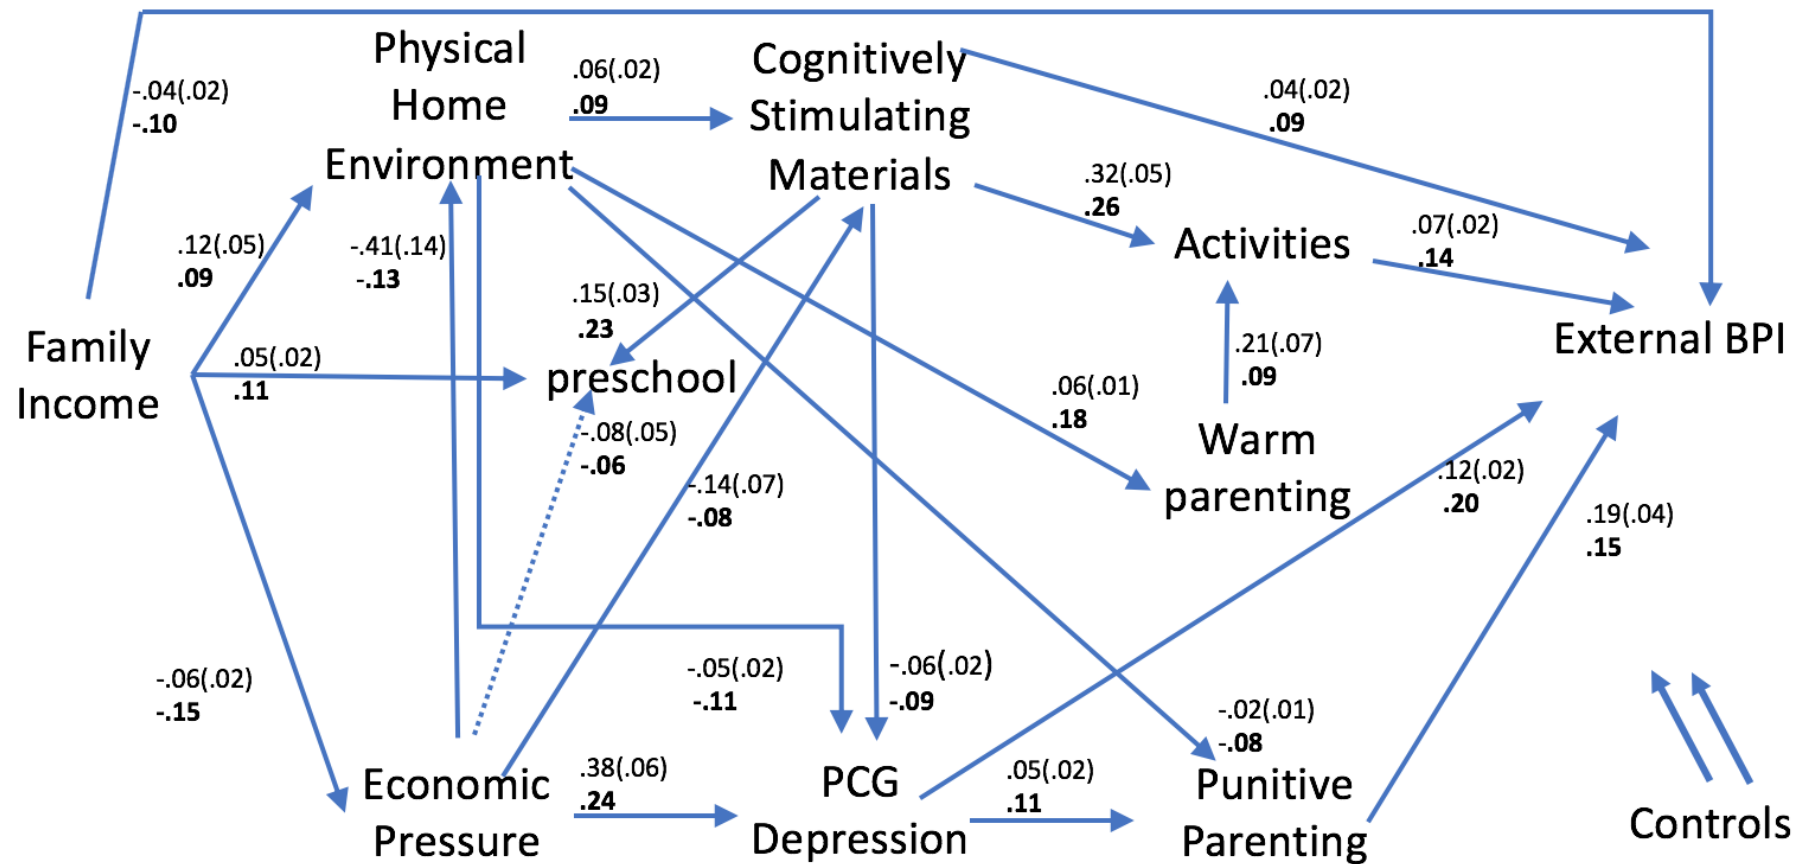 Physical
Home
Environment
.06(.02)
.09
Cognitively
Stimulating
Materials
-.04(.02)
-.10
.04(.02)
.09
.32(.05)
.26
Activities
.07(.02)
.14
.12(.05)
.09
-.41(.14)
-.13
.15(.03)
.23
Family
Income
.05(.02)
.11
preschool
.21(.07)
.09
External BPI
.06(.01)
.18
Warm
parenting
-.08(.05)
-.06
-.14(.07)
-.08
.12(.02)
.20
.19(.04)
.15
-.06(.02)
-.15
-.05(.02)
-.11
-.06(.02)
-.09
-.02(.01)
-.08
Economic
Pressure
.38(.06)
.24
PCG
Depression
.05(.02)
.11
Punitive
Parenting
Controls